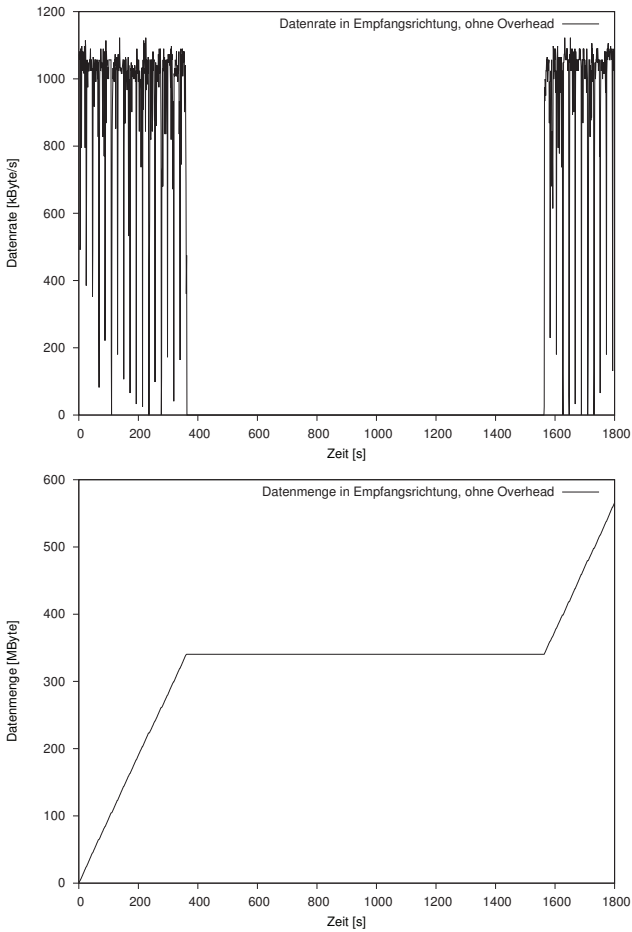 1200
Datenrate in Empfangsrichtung, ohne Overhead
1000
800
600
400
200
0
Datenrate [kByte/s]
0 200 400 600 800 1000 1200 1400 1600 1800
Zeit [s]
600
Datenmenge in Empfangsrichtung, ohne Overhead
500
400
300
200
100
0
Datenmenge [MByte]
0 200 400 600 800 1000 1200 1400 1600 1800
Zeit [s]